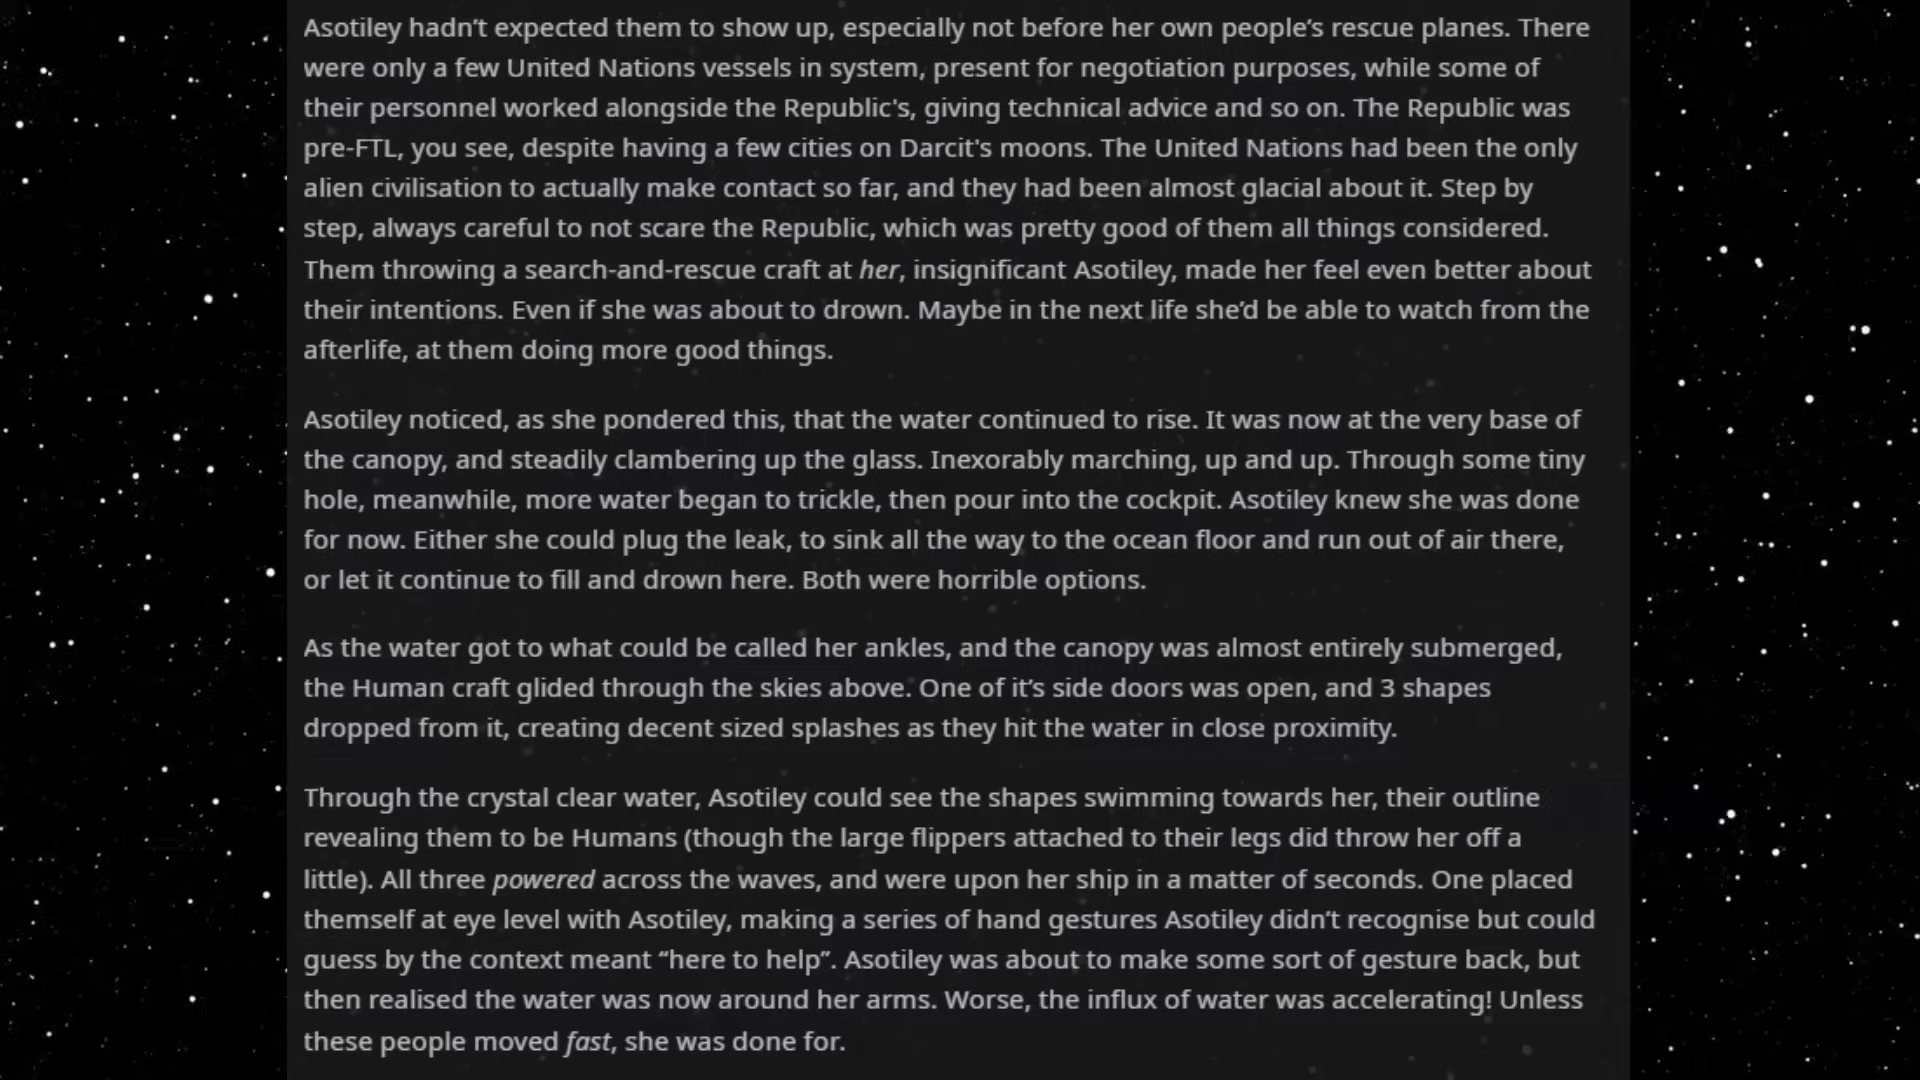 Asotiley hadn’t expected them to show up, especially not before her own people’s rescue planes. There
were only a few United Nations vessels in system, present for negotiation purposes, while some of
their personnel worked alongside the Republic's, giving technical advice and so on. The Republic was
pre-FTL, you see, despite having a few cities on Darcit's moons. The United Nations had been the only
alien civilisation to actually make contact so far, and they had been almost glacial about it. Step by
step, always careful to not scare the Republic, which was pretty good of them all things considered.
Them throwing a search-and-rescue craft at her, insignificant Asotiley, made her feel even better about
their intentions. Even if she was about to drown. Maybe in the next life she’d be able to watch from the
afterlife, at them doing more good things.
Asotiley noticed, as she pondered this, that the water continued to rise. It was now at the very base of
the canopy, and steadily clambering up the glass. Inexorably marching, up and up. Through some tiny
hole, meanwhile, more water began to trickle, then pour into the cockpit. Asotiley knew she was done
for now. Either she could plug the leak, to sink all the way to the ocean floor and run out of air there,
or let it continue to fill and drown here. Both were horrible options.
As the water got to what could be called her ankles, and the canopy was almost entirely submerged,
the Human craft glided through the skies above. One of it’s side doors was open, and 3 shapes
dropped from it, creating decent sized splashes as they hit the water in close proximity.
Through the crystal clear water, Asotiley could see the shapes swimming towards her, their outline
revealing them to be Humans (though the large flippers attached to their legs did throw her off a
little). All three powered across the waves, and were upon her ship in a matter of seconds. One placed
themself at eye level with Asotiley, making a series of hand gestures Asotiley didn’t recognise but could
guess by the context meant “here to help”. Asotiley was about to make some sort of gesture back, but
then realised the water was now around her arms. Worse, the influx of water was accelerating! Unless
these people moved fast, she was done for.